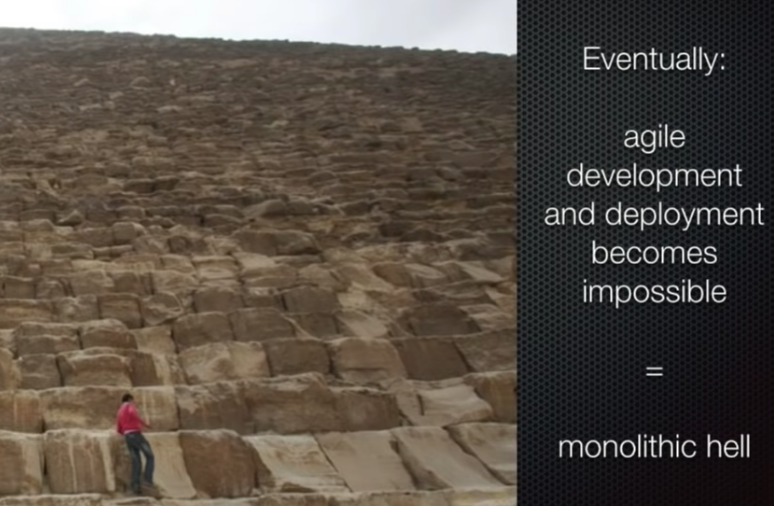 Eventually:
agile
development
and deployment
becomes
impossible
=
monolithic hell